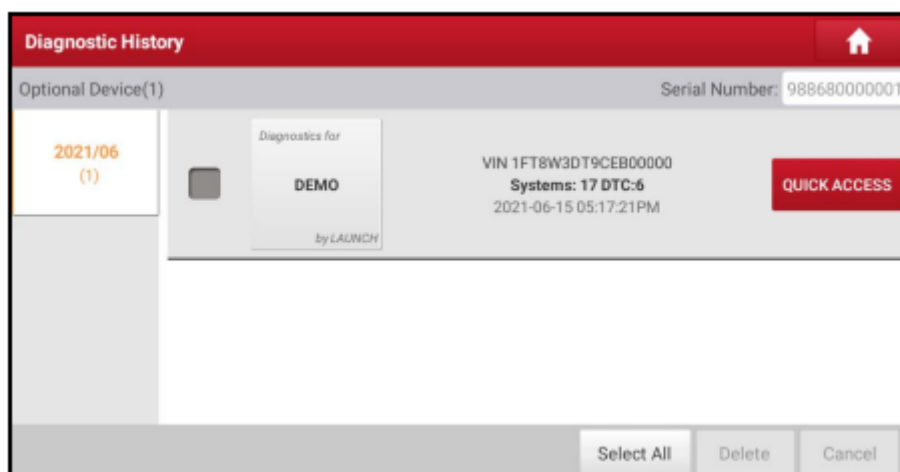 Diagnostic History
Optional Device(1)
Serial Number: 988680000001
2021/06
(1)
Diagnostics for
DEMO
by LAUNCH
VIN 1FT8W3DT9CEB00000
Systems: 17 DTC:6
2021-06-15 05:17:21PM
QUICK ACCESS
Select All
Delete
Cancel